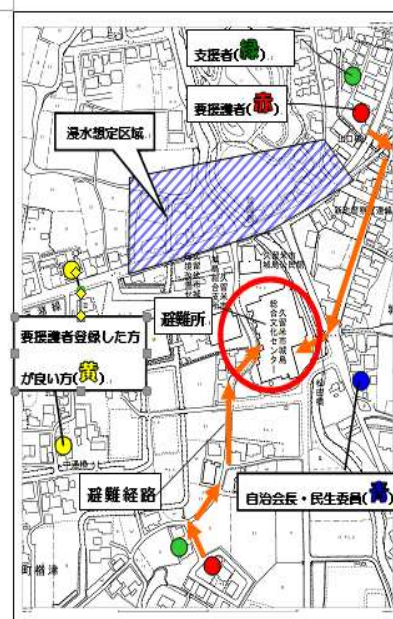 支援者(緑)
要援護者(赤)
浸水想定区域
避難所
久留米市城島
総合文化センター
要援護者登録した方
が良い方(黄)
避難経路
自治会長・民生委員(青)
町楢津